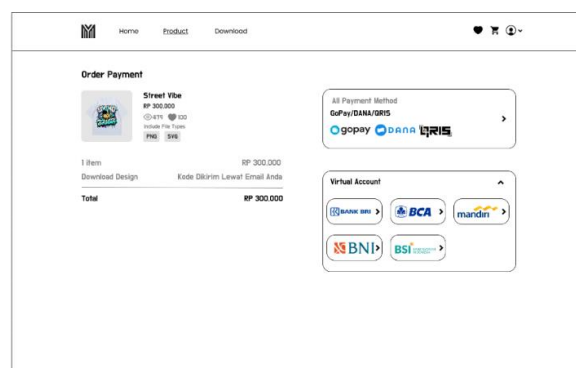 Home Product Download
Order Payment
Street Vibe
RP 300.000
Include File Types
PNG SVG
1 item RP 300.000
Download Design Kode Dikirim Lewat Email Anda
Total RP 300.000
All Payment Method
GoPay/DANA/QRIS
gopay DANA QRIS
Virtual Account
BANK BRI BCA mandiri
BNI BSI